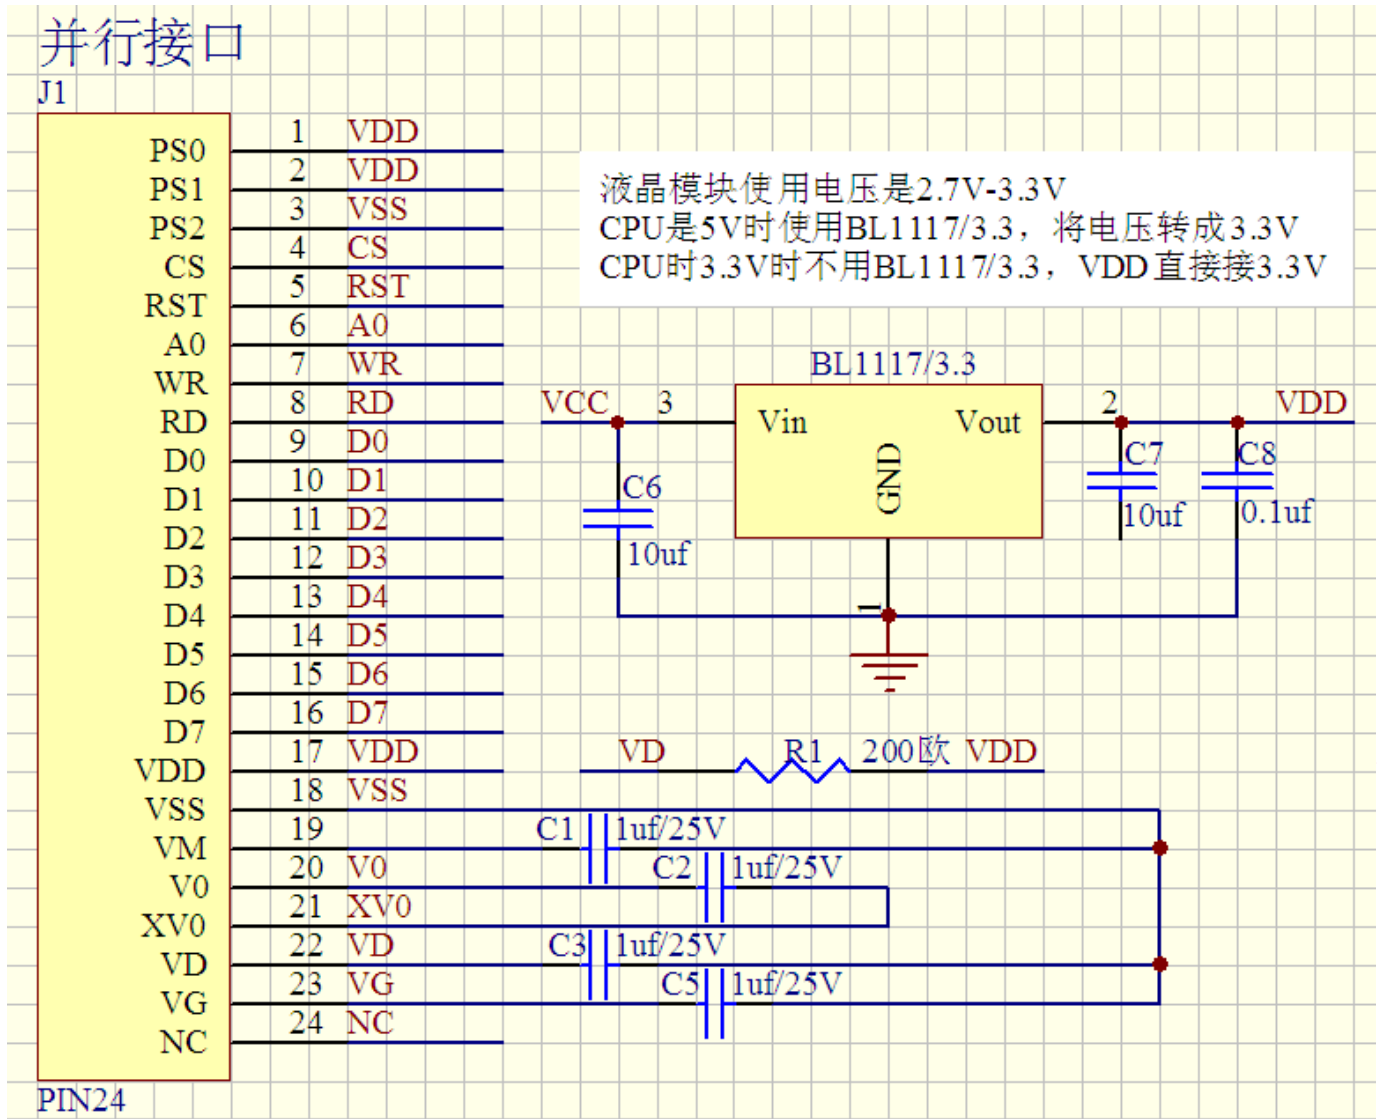 并行接口
J1
PS0 1 VDD
PS1 2 VDD
PS2 3 VSS
CS 4 CS
RST 5 RST
A0 6 A0
WR 7 WR
RD 8 RD
D0 9 D0
D1 10 D1
D2 11 D2
D3 12 D3
D4 13 D4
D5 14 D5
D6 15 D6
D7 16 D7
VDD 17 VDD
VSS 18 VSS
VM 19
V0 20 V0
XV0 21 XV0
VD 22 VD
VG 23 VG
NC 24 NC
PIN24
液晶模块使用电压是2.7V-3.3V
CPU是5V时使用BL1117/3.3，将电压转成3.3V
CPU时3.3V时不用BL1117/3.3，VDD直接接3.3V
BL1117/3.3
VCC 3 Vin Vout 2 VDD
GND
1
C6
10uf
C7
10uf
C8
0.1uf
VD R1 200欧 VDD
C1 1uf/25V
C2 1uf/25V
C3 1uf/25V
C5 1uf/25V